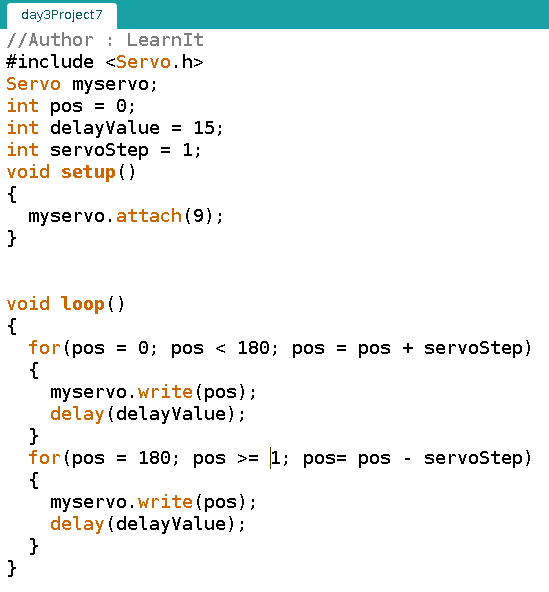 day3Project7
//Author : LearnIt
#include <Servo.h>
Servo myservo;
int pos = 0;
int delayValue = 15;
int servoStep = 1;
void setup()
{
  myservo.attach(9);
}

void loop()
{
  for(pos = 0; pos < 180; pos = pos + servoStep)
  {
    myservo.write(pos);
    delay(delayValue);
  }
  for(pos = 180; pos >= 1; pos= pos - servoStep)
  {
    myservo.write(pos);
    delay(delayValue);
  }
}